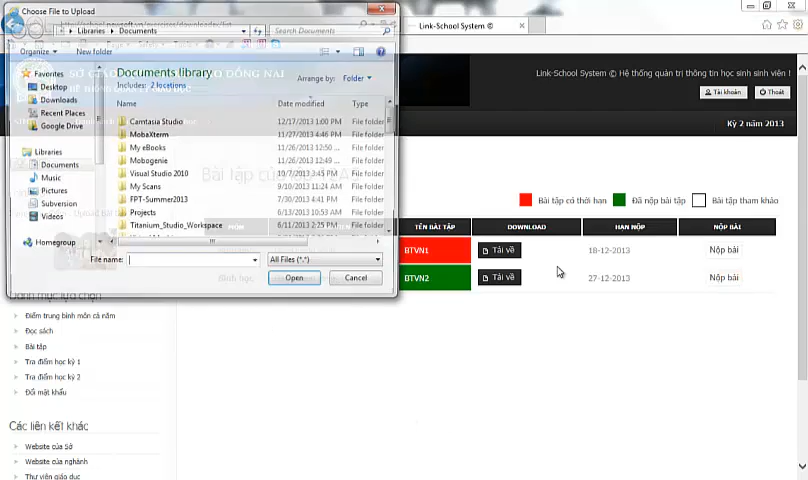 Choose File to Upload
Libraries ▸ Documents
Search Documents
Link-School System ©
Organize
New folder
Favorites
Desktop
Downloads
Recent Places
Google Drive
Libraries
Documents
Music
Pictures
Subversion
Videos
Homegroup
Documents library
Includes: 2 locations
Arrange by: Folder
Name Date modified Type
Camtasia Studio 12/17/2013 1:00 PM File folder
MobaXterm 11/27/2013 4:46 PM File folder
My eBooks 11/26/2013 12:50 ... File folder
Mobogenie 11/26/2013 12:49 ... File folder
Visual Studio 2010 10/7/2013 3:45 PM File folder
My Scans 9/10/2013 11:24 AM File folder
FPT-Summer2013 7/30/2013 4:41 PM File folder
Projects 6/13/2013 10:53 AM File folder
Titanium_Studio_Workspace 6/11/2013 2:25 PM File folder
File name:
All Files (*.*)
Open
Cancel
Link-School System © Hệ thống quản trị thông tin học sinh sinh viên !
Tài khoản
Thoát
Kỳ 2 năm 2013
Bài tập có thời hạn
Đã nộp bài tập
Bài tập tham khảo
TÊN BÀI TẬP DOWNLOAD HẠN NỘP NỘP BÀI
BTVN1 Tải về 18-12-2013 Nộp bài
BTVN2 Tải về 27-12-2013 Nộp bài
Danh mục lựa chọn
Điểm trung bình môn cả năm
Đọc sách
Bài tập
Tra điểm học kỳ 1
Tra điểm học kỳ 2
Đổi mật khẩu
Các liên kết khác
Website của Sở
Website của nghành
Thư viện giáo dục